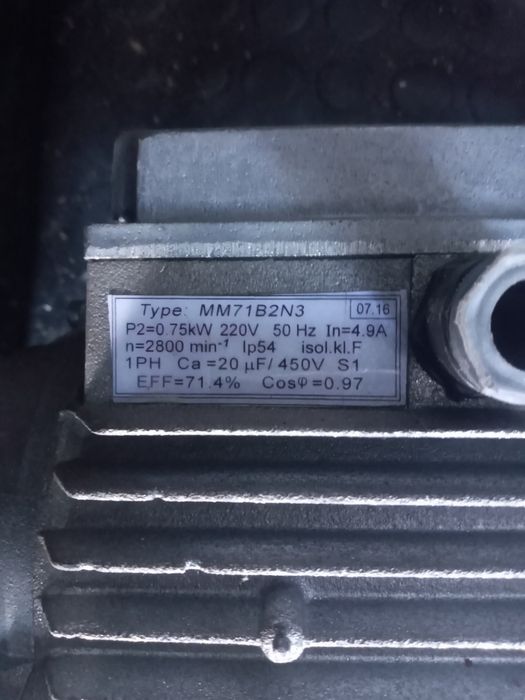 Type: MM71B2N3 07.16
P2=0.75kW 220V 50 Hz In=4.9A
n=2800 min⁻¹ Ip54 isol.kl.F
1PH Ca=20 µF/450V S1
EFF=71.4% Cosφ=0.97